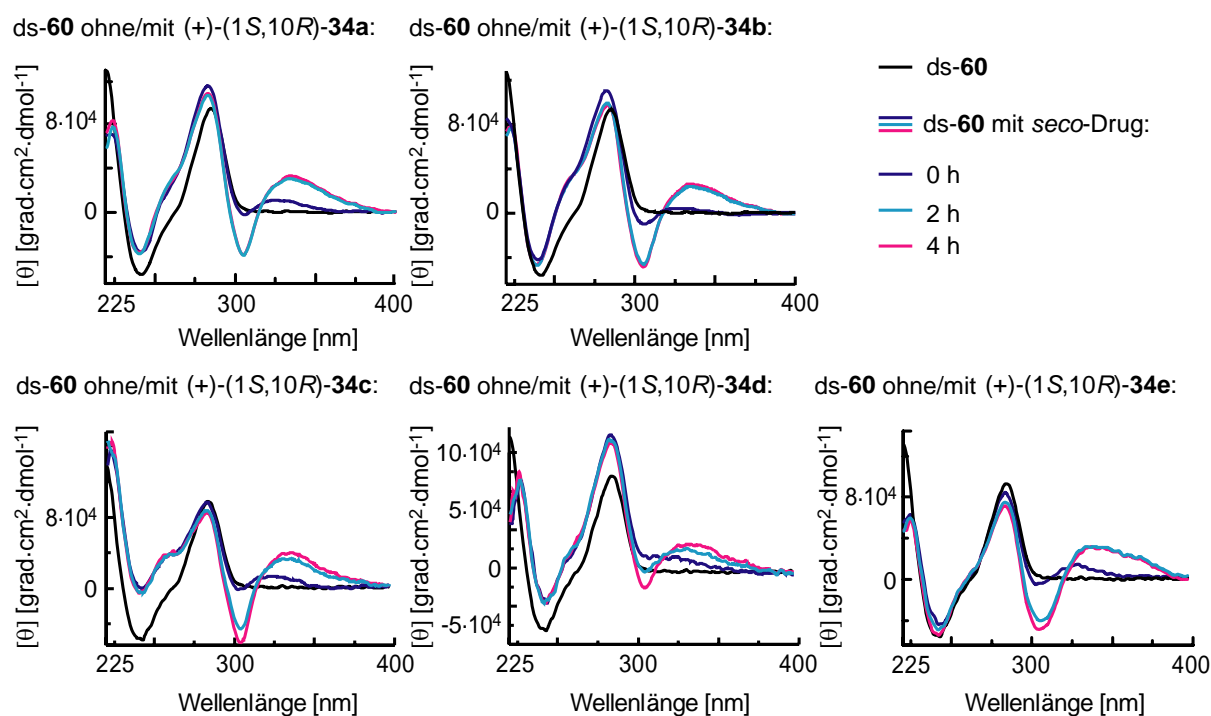 ds-60 ohne/mit (+)-(1S,10R)-34a:
[θ] [grad·cm²·dmol⁻¹]
8·10⁴
0
225
300
400
Wellenlänge [nm]
ds-60 ohne/mit (+)-(1S,10R)-34b:
[θ] [grad·cm²·dmol⁻¹]
8·10⁴
0
225
300
400
Wellenlänge [nm]
ds-60
ds-60 mit seco-Drug:
0 h
2 h
4 h
ds-60 ohne/mit (+)-(1S,10R)-34c:
[θ] [grad·cm²·dmol⁻¹]
8·10⁴
0
225
300
400
Wellenlänge [nm]
ds-60 ohne/mit (+)-(1S,10R)-34d:
[θ] [grad·cm²·dmol⁻¹]
10·10⁴
5·10⁴
0
-5·10⁴
225
300
400
Wellenlänge [nm]
ds-60 ohne/mit (+)-(1S,10R)-34e:
[θ] [grad·cm²·dmol⁻¹]
8·10⁴
0
225
300
400
Wellenlänge [nm]